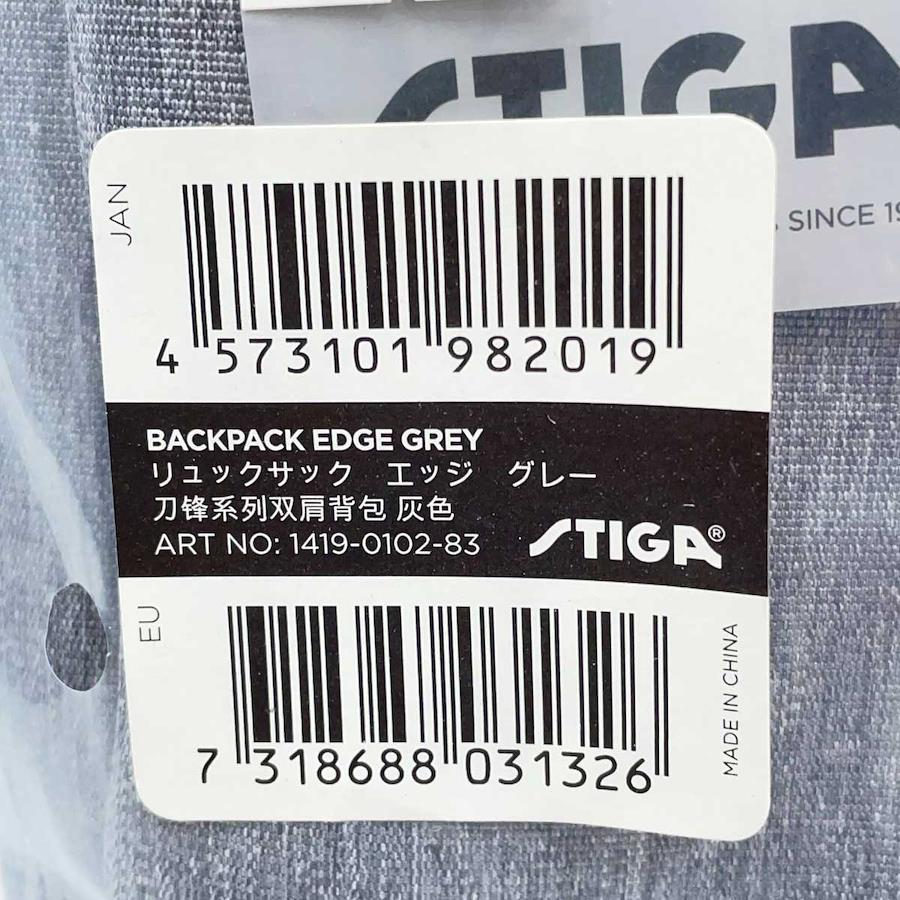 STIGA
SINCE 19
JAN
4 573101 982019
BACKPACK EDGE GREY
リュックサック エッジ グレー
刀锋系列双肩背包 灰色
ART NO: 1419-0102-83
STIGA®
EU
7 318688 031326
MADE IN CHINA